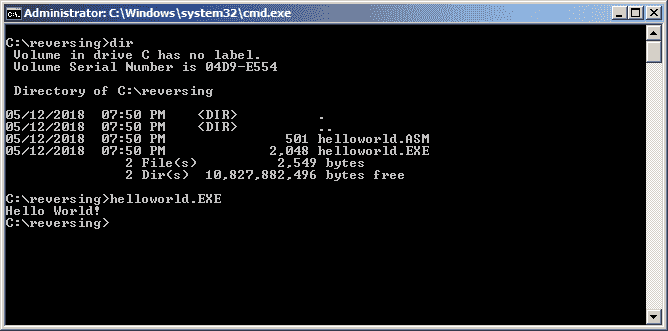 Administrator: C:\Windows\system32\cmd.exe
C:\reversing>dir
 Volume in drive C has no label.
 Volume Serial Number is 04D9-E554
 Directory of C:\reversing
05/12/2018  07:50 PM    <DIR>          .
05/12/2018  07:50 PM    <DIR>          ..
05/12/2018  07:50 PM               501 helloworld.ASM
05/12/2018  07:50 PM             2,048 helloworld.EXE
               2 File(s)          2,549 bytes
               2 Dir(s)  10,827,882,496 bytes free
C:\reversing>helloworld.EXE
Hello World!
C:\reversing>